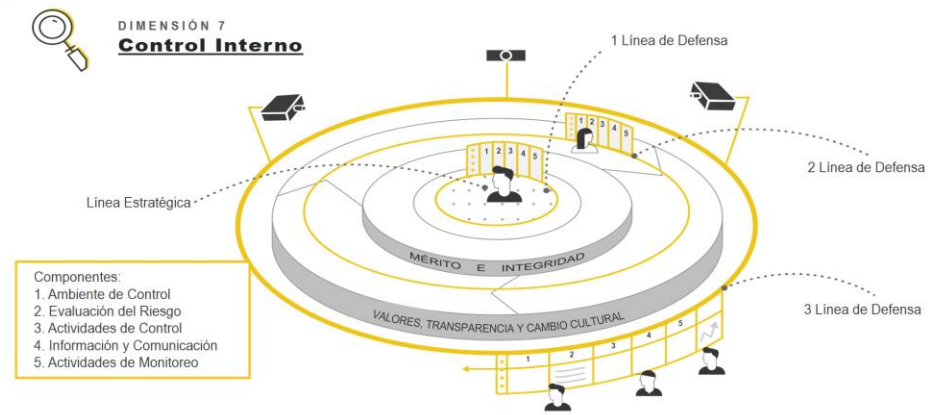 DIMENSIÓN 7
Control Interno
1 Línea de Defensa
1 2 3 4 5
1 2 3 4 5
2 Línea de Defensa
Línea Estratégica
MÉRITO E INTEGRIDAD
Componentes:
1. Ambiente de Control
2. Evaluación del Riesgo
3. Actividades de Control
4. Información y Comunicación
5. Actividades de Monitoreo
VALORES, TRANSPARENCIA Y CAMBIO CULTURAL
3 Línea de Defensa
1 2 3 4 5